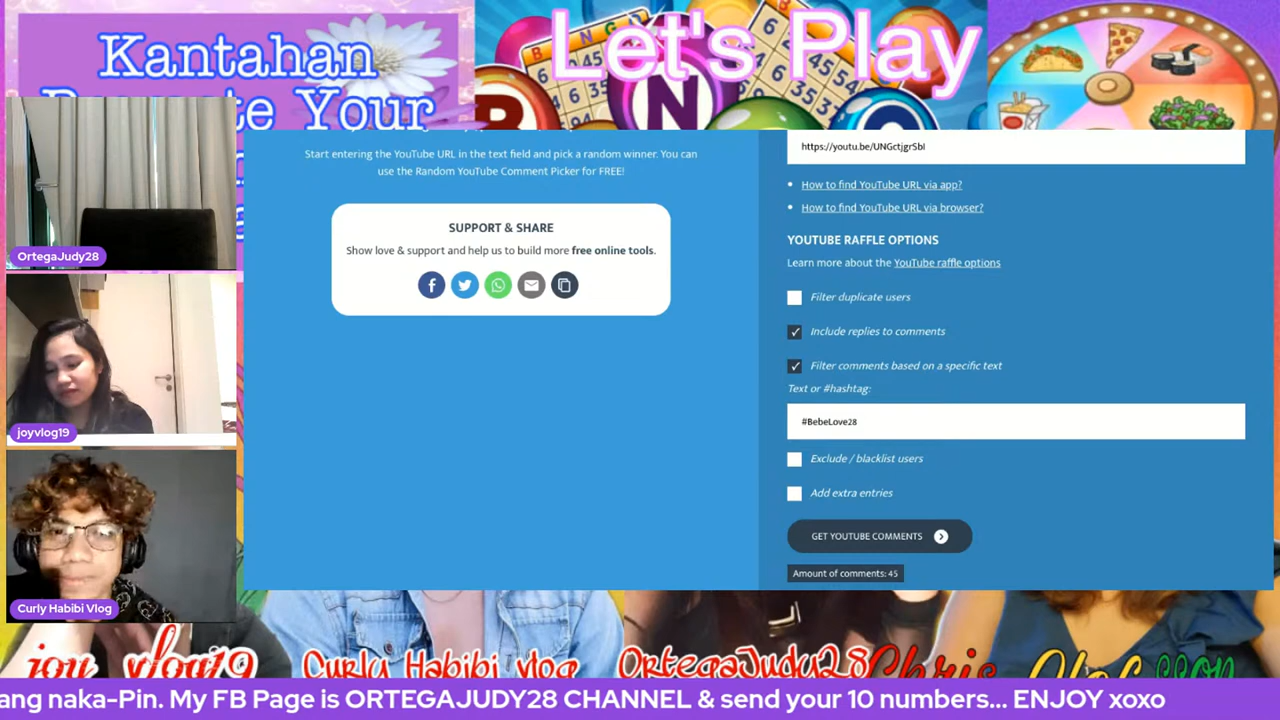 Kantahan
Let's Play
B
N
Your
https://youtu.be/UNGctjgrSbI
Start entering the YouTube URL in the text field and pick a random winner. You can
use the Random YouTube Comment Picker for FREE!
SUPPORT & SHARE
Show love & support and help us to build more free online tools.
How to find YouTube URL via app?
How to find YouTube URL via browser?
YOUTUBE RAFFLE OPTIONS
Learn more about the YouTube raffle options
Filter duplicate users
Include replies to comments
Filter comments based on a specific text
Text or #hashtag:
#BebeLove28
Exclude / blacklist users
Add extra entries
GET YOUTUBE COMMENTS
Amount of comments: 45
OrtegaJudy28
joyvlog19
Curly Habibi Vlog
joy vlog19
Curly Habibi vlog
OrtegaJudy28
Chris
ang naka-Pin. My FB Page is ORTEGAJUDY28 CHANNEL & send your 10 numbers... ENJOY xoxo